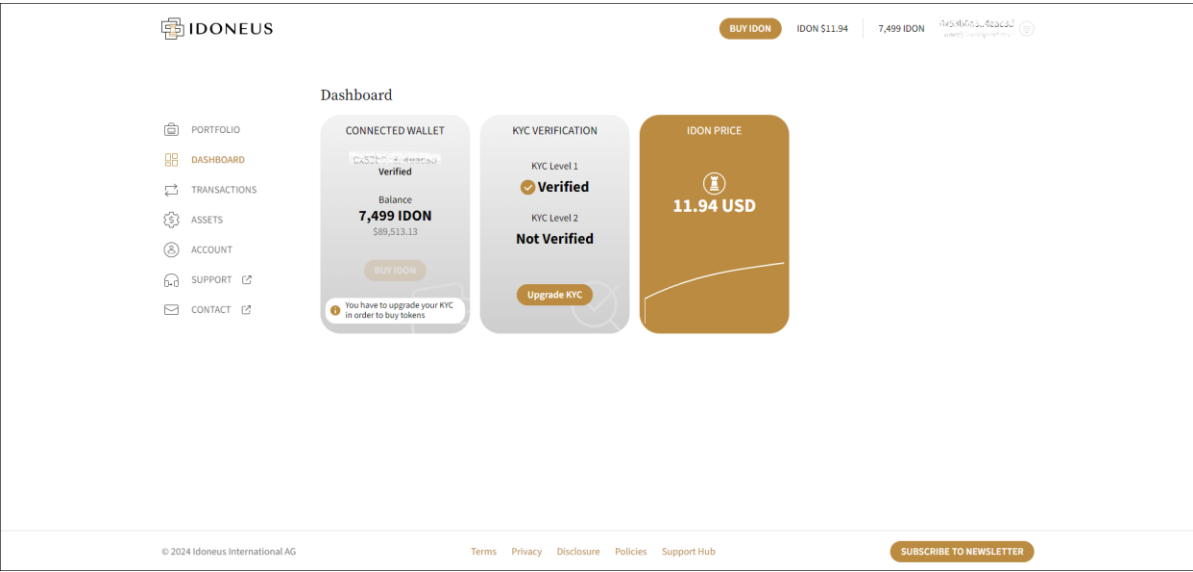 IDONEUS
BUY IDON
IDON $11.94
7,499 IDON
Dashboard
PORTFOLIO
DASHBOARD
TRANSACTIONS
ASSETS
ACCOUNT
SUPPORT
CONTACT
CONNECTED WALLET
Verified
Balance
7,499 IDON
$89,513.13
BUY IDON
You have to upgrade your KYC
in order to buy tokens
KYC VERIFICATION
KYC Level 1
Verified
KYC Level 2
Not Verified
Upgrade KYC
IDON PRICE
11.94 USD
© 2024 Idoneus International AG
Terms Privacy Disclosure Policies Support Hub
SUBSCRIBE TO NEWSLETTER